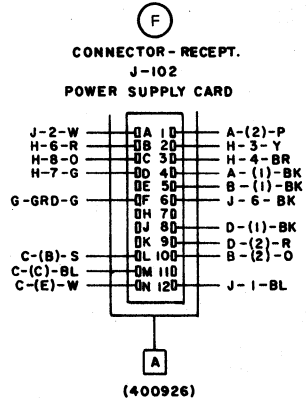 F
CONNECTOR-RECEPT.
J-102
POWER SUPPLY CARD
J-2-W A 1 A-(2)-P
H-6-R B 2 H-3-Y
H-8-O C 3 H-4-BR
H-7-G D 4 A-(1)-BK
E 5 B-(1)-BK
G-GRD-G F 6 J-6-BK
H 7
J 8 D-(1)-BK
K 9 D-(2)-R
C-(B)-S L 10 B-(2)-O
C-(C)-BL M 11
C-(E)-W N 12 J-1-BL
A
(400926)